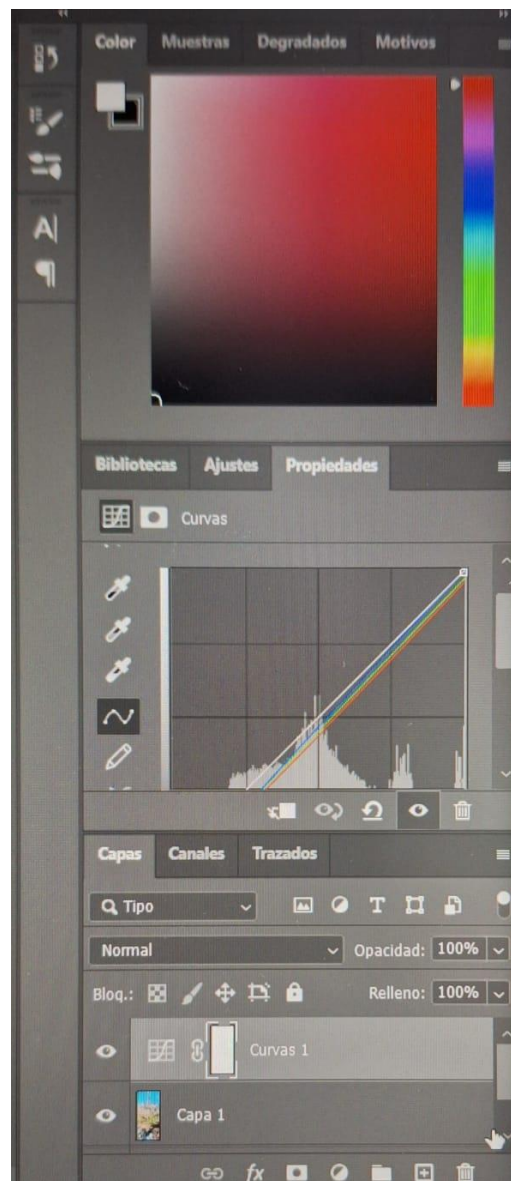 Color Muestras Degradados Motivos
A
¶
Bibliotecas Ajustes Propiedades
Curvas
Capas Canales Trazados
Tipo
T
Normal Opacidad: 100%
Bloq.: Relleno: 100%
Curvas 1
Capa 1
fx